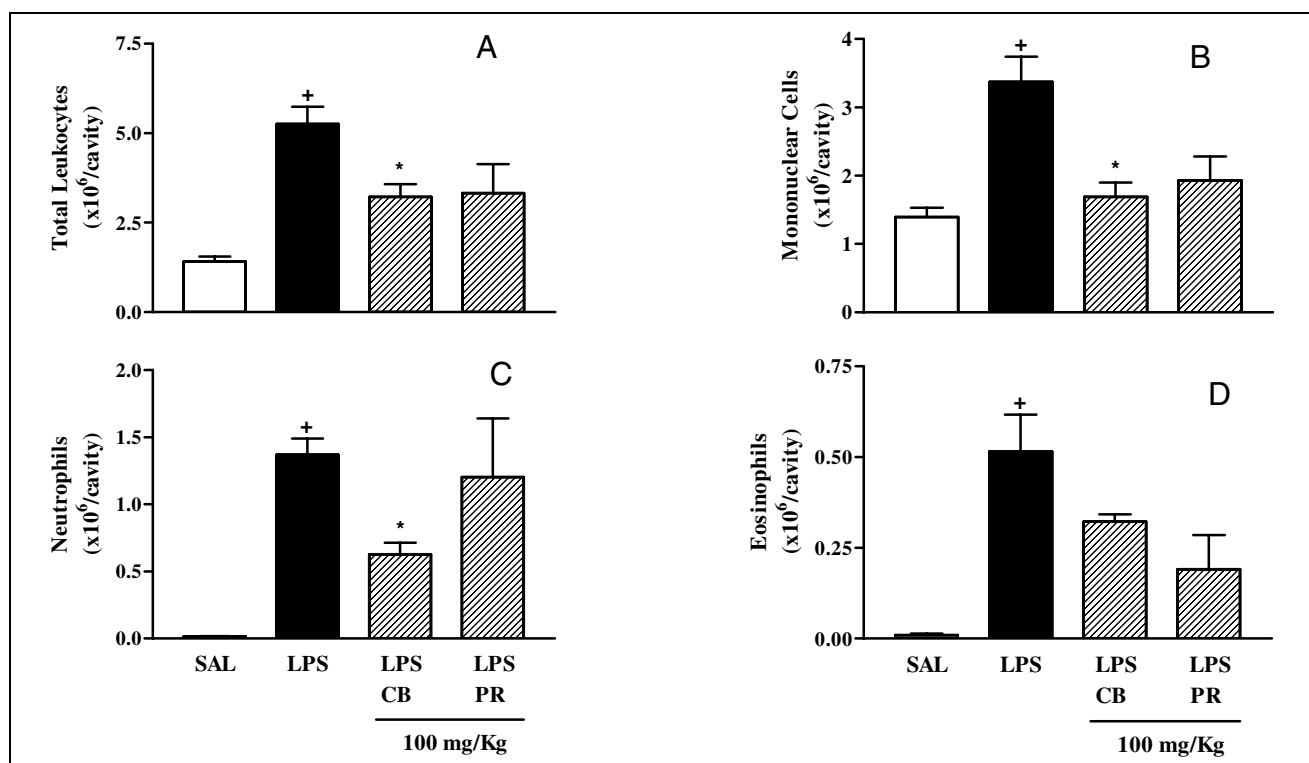 A
Total Leukocytes
(x10⁶/cavity)
7.5
5.0
2.5
0.0
+
*
B
Mononuclear Cells
(x10⁶/cavity)
4
3
2
1
0
+
*
C
Neutrophils
(x10⁶/cavity)
2.0
1.5
1.0
0.5
0.0
+
*
SAL LPS LPS LPS
CB PR
100 mg/Kg
D
Eosinophils
(x10⁶/cavity)
0.75
0.50
0.25
0.00
+
SAL LPS LPS LPS
CB PR
100 mg/Kg